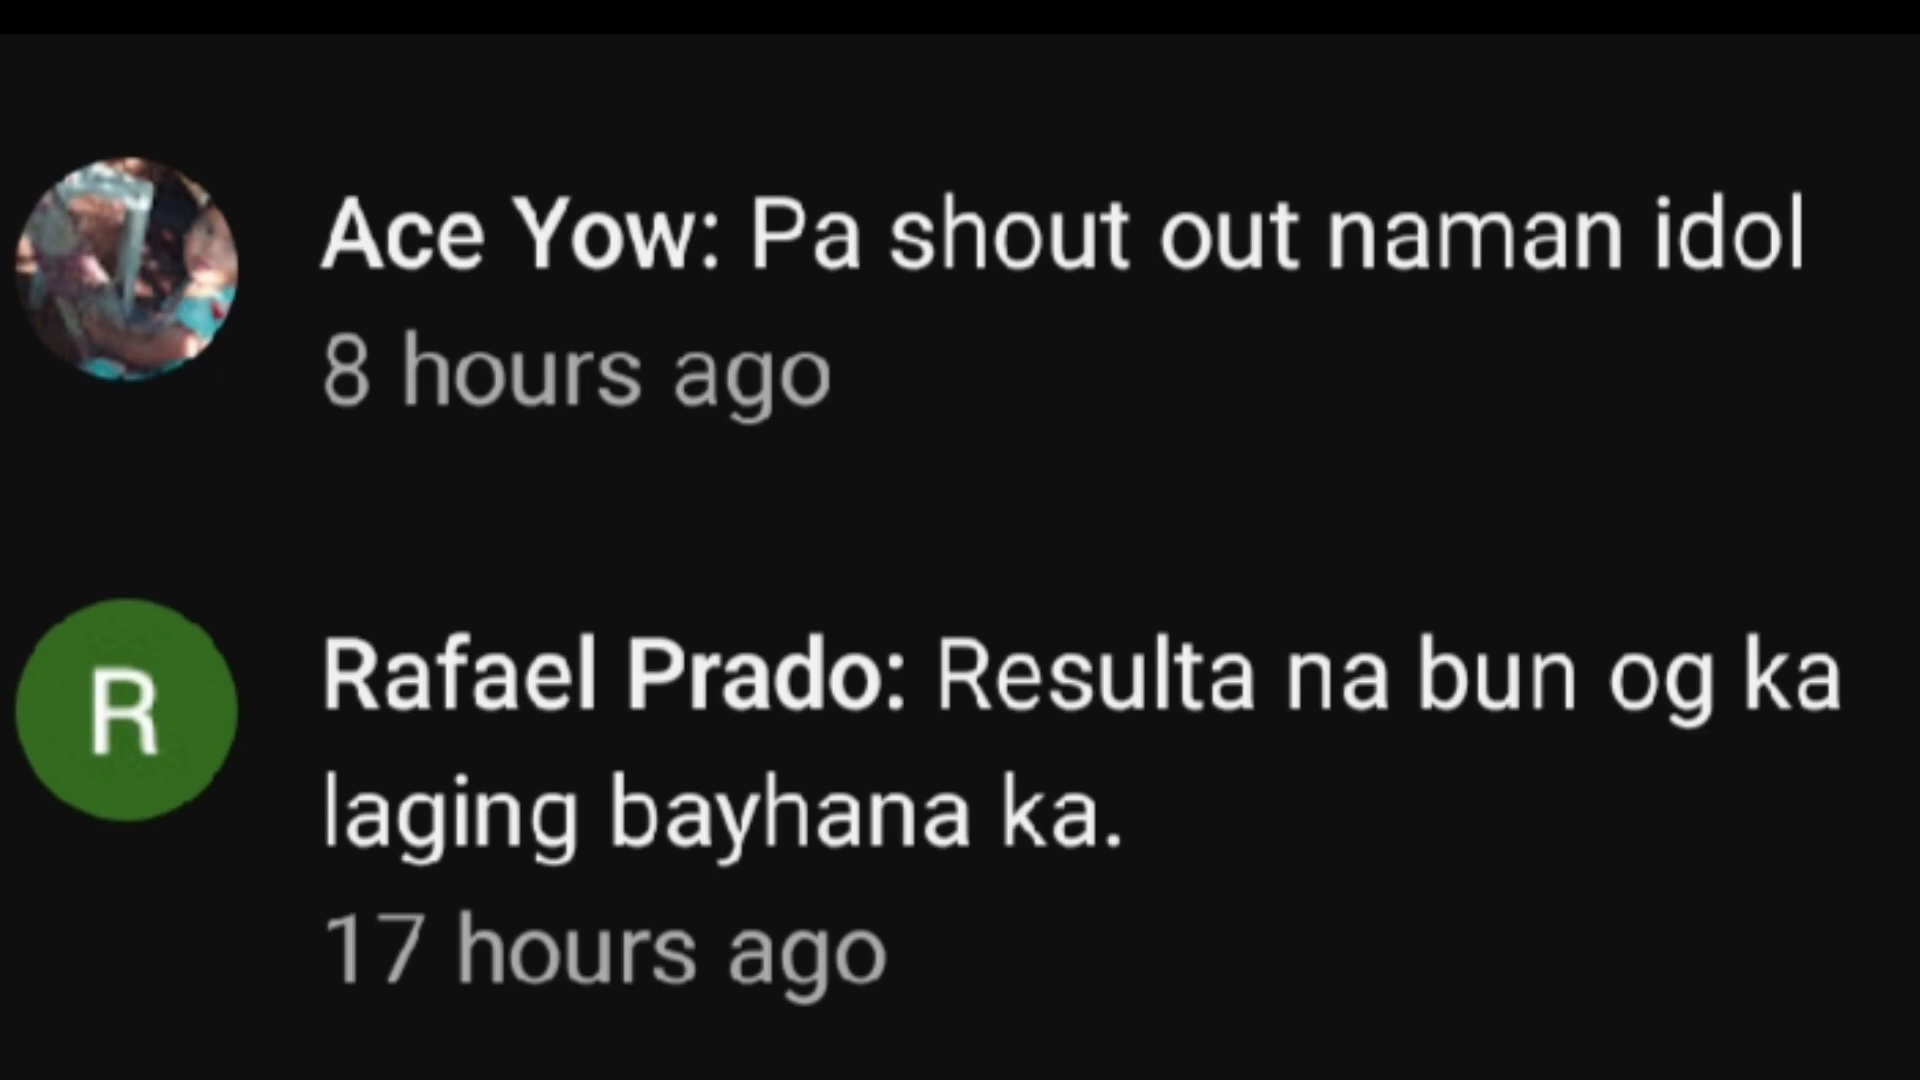 Ace Yow: Pa shout out naman idol
8 hours ago
R
Rafael Prado: Resulta na bun og ka
laging bayhana ka.
17 hours ago